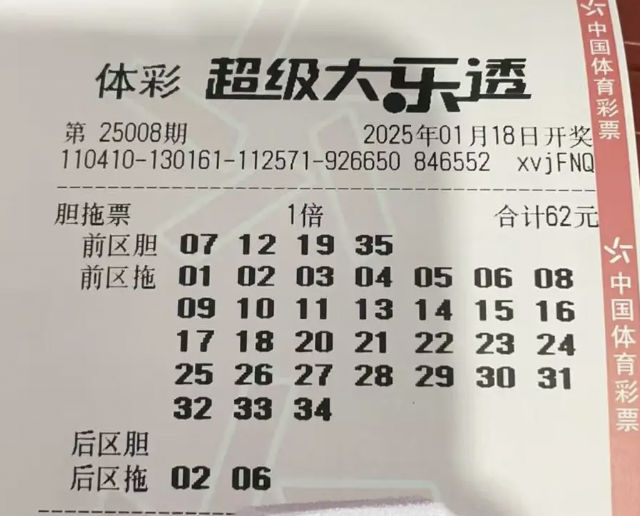 体彩 超级大乐透
第 25008期 2025年01月18日开奖
110410-130161-112571-926650 846552 xvjFNQ
胆拖票 1倍 合计62元
前区胆 07 12 19 35
前区拖 01 02 03 04 05 06 08
09 10 11 13 14 15 16
17 18 20 21 22 23 24
25 26 27 28 29 30 31
32 33 34
后区胆
后区拖 02 06
中国体育彩票
中国体育彩票